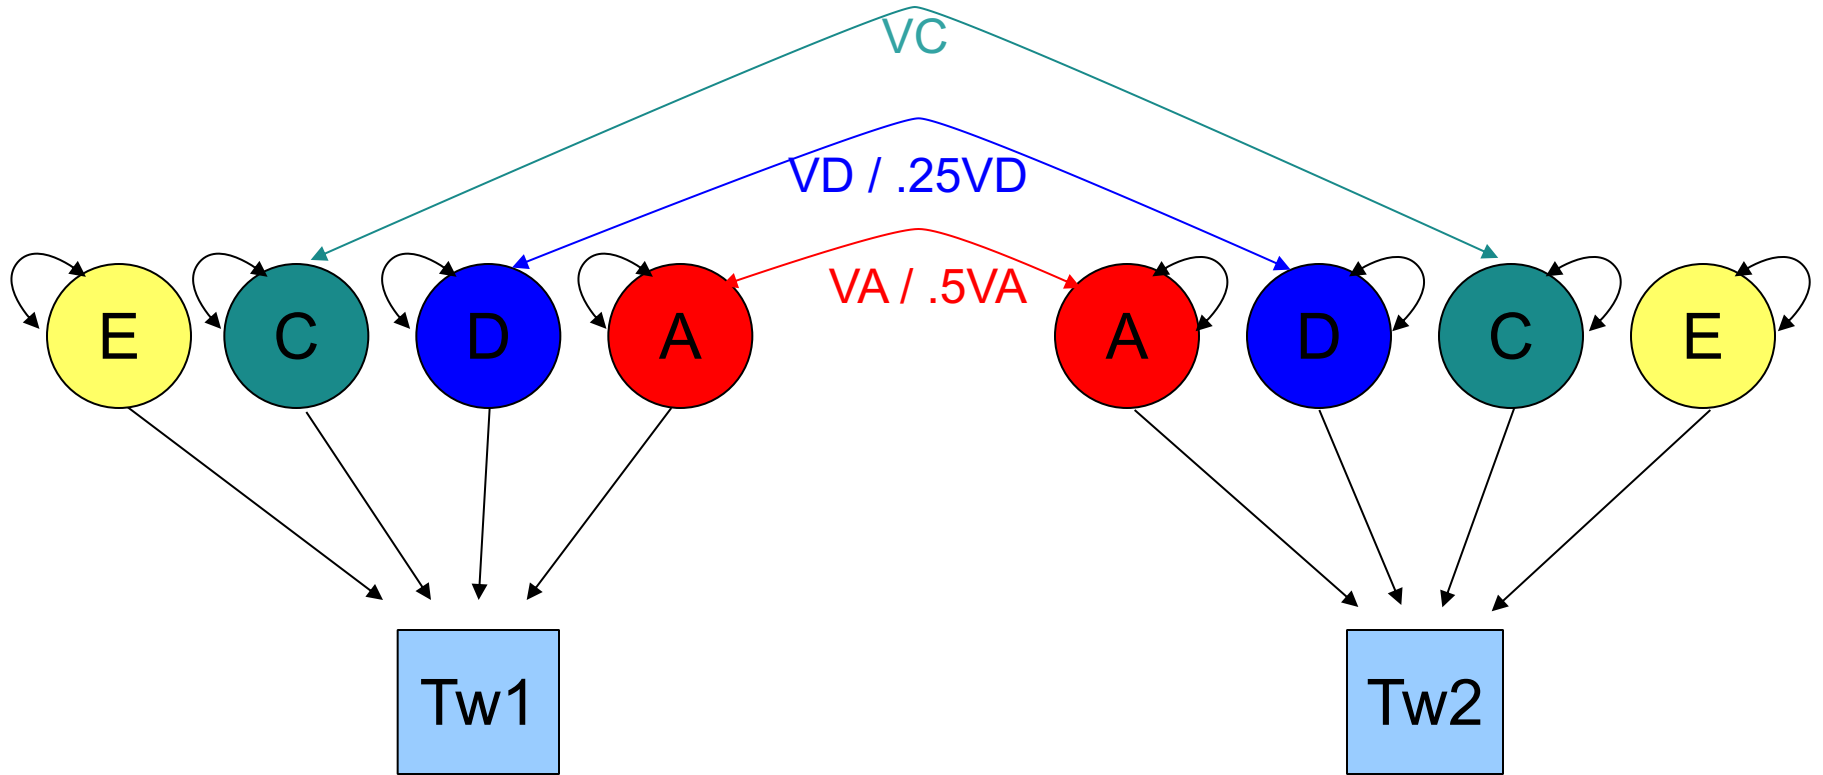 VC
VD / .25VD
VA / .5VA
E C D A A D C E
Tw1 Tw2